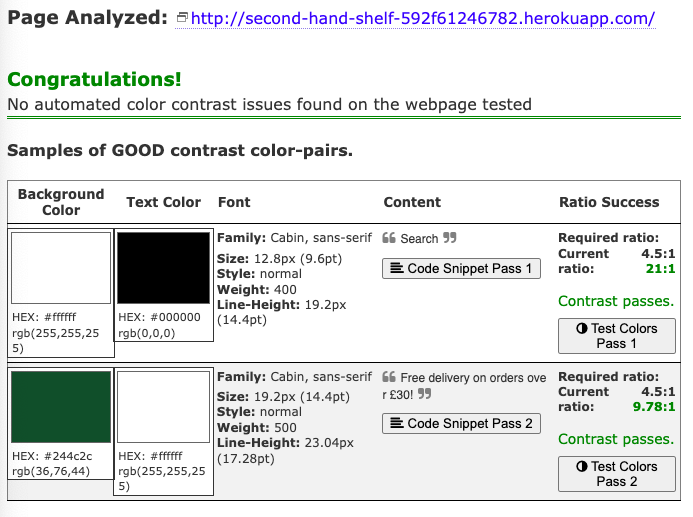 Page Analyzed: http://second-hand-shelf-592f61246782.herokuapp.com/
Congratulations!
No automated color contrast issues found on the webpage tested
Samples of GOOD contrast color-pairs.
Background Color Text Color Font Content Ratio Success
HEX: #ffffff
rgb(255,255,25
5)
HEX: #000000
rgb(0,0,0)
Family: Cabin, sans-serif
Size: 12.8px (9.6pt)
Style: normal
Weight: 400
Line-Height: 19.2px
(14.4pt)
❝ Search ❞
Code Snippet Pass 1
Required ratio:
Current 4.5:1
ratio: 21:1
Contrast passes.
Test Colors
Pass 1
HEX: #244c2c
rgb(36,76,44)
HEX: #ffffff
rgb(255,255,25
5)
Family: Cabin, sans-serif
Size: 19.2px (14.4pt)
Style: normal
Weight: 500
Line-Height: 23.04px
(17.28pt)
❝ Free delivery on orders ove
r £30! ❞
Code Snippet Pass 2
Required ratio:
Current 4.5:1
ratio: 9.78:1
Contrast passes.
Test Colors
Pass 2